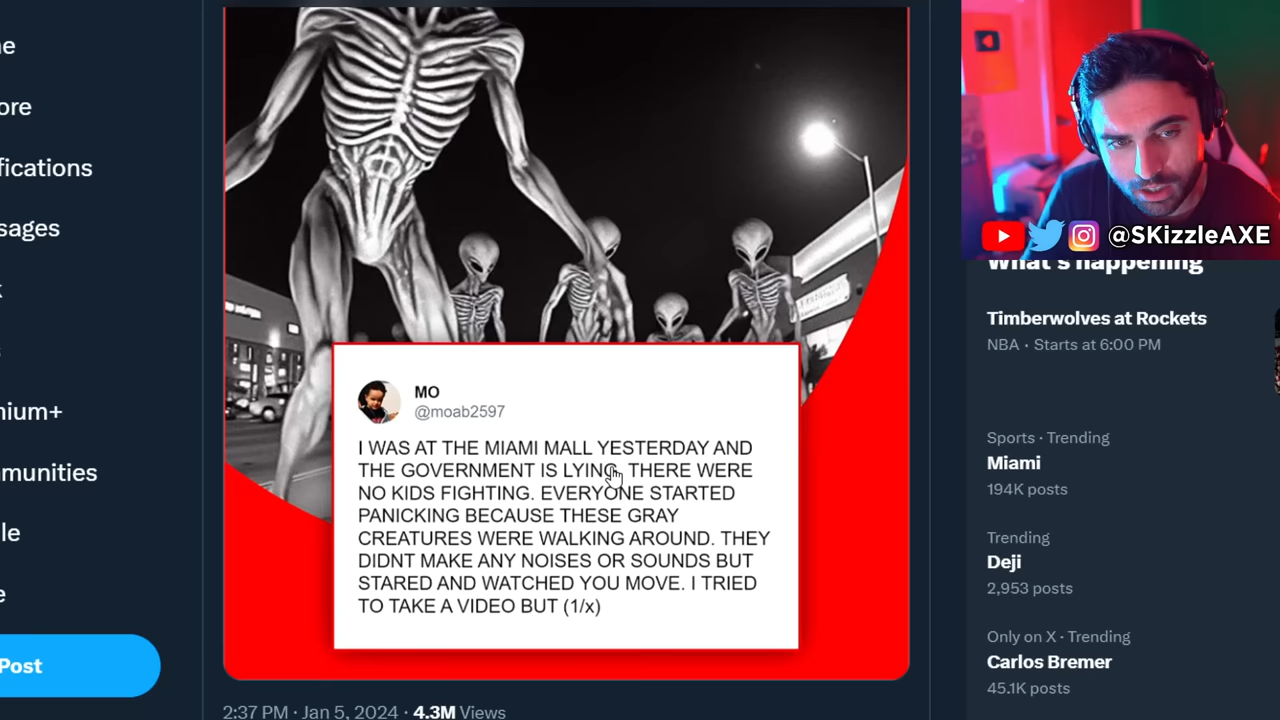 e
ore
fications
sages
k
s
nium+
mmunities
le
e
Post
MO
@moab2597
I WAS AT THE MIAMI MALL YESTERDAY AND
THE GOVERNMENT IS LYING. THERE WERE
NO KIDS FIGHTING. EVERYONE STARTED
PANICKING BECAUSE THESE GRAY
CREATURES WERE WALKING AROUND. THEY
DIDNT MAKE ANY NOISES OR SOUNDS BUT
STARED AND WATCHED YOU MOVE. I TRIED
TO TAKE A VIDEO BUT (1/x)
2:37 PM · Jan 5, 2024 · 4.3M Views
@SKizzleAXE
What's happening
Timberwolves at Rockets
NBA · Starts at 6:00 PM
Sports · Trending
Miami
194K posts
Trending
Deji
2,953 posts
Only on X · Trending
Carlos Bremer
45.1K posts